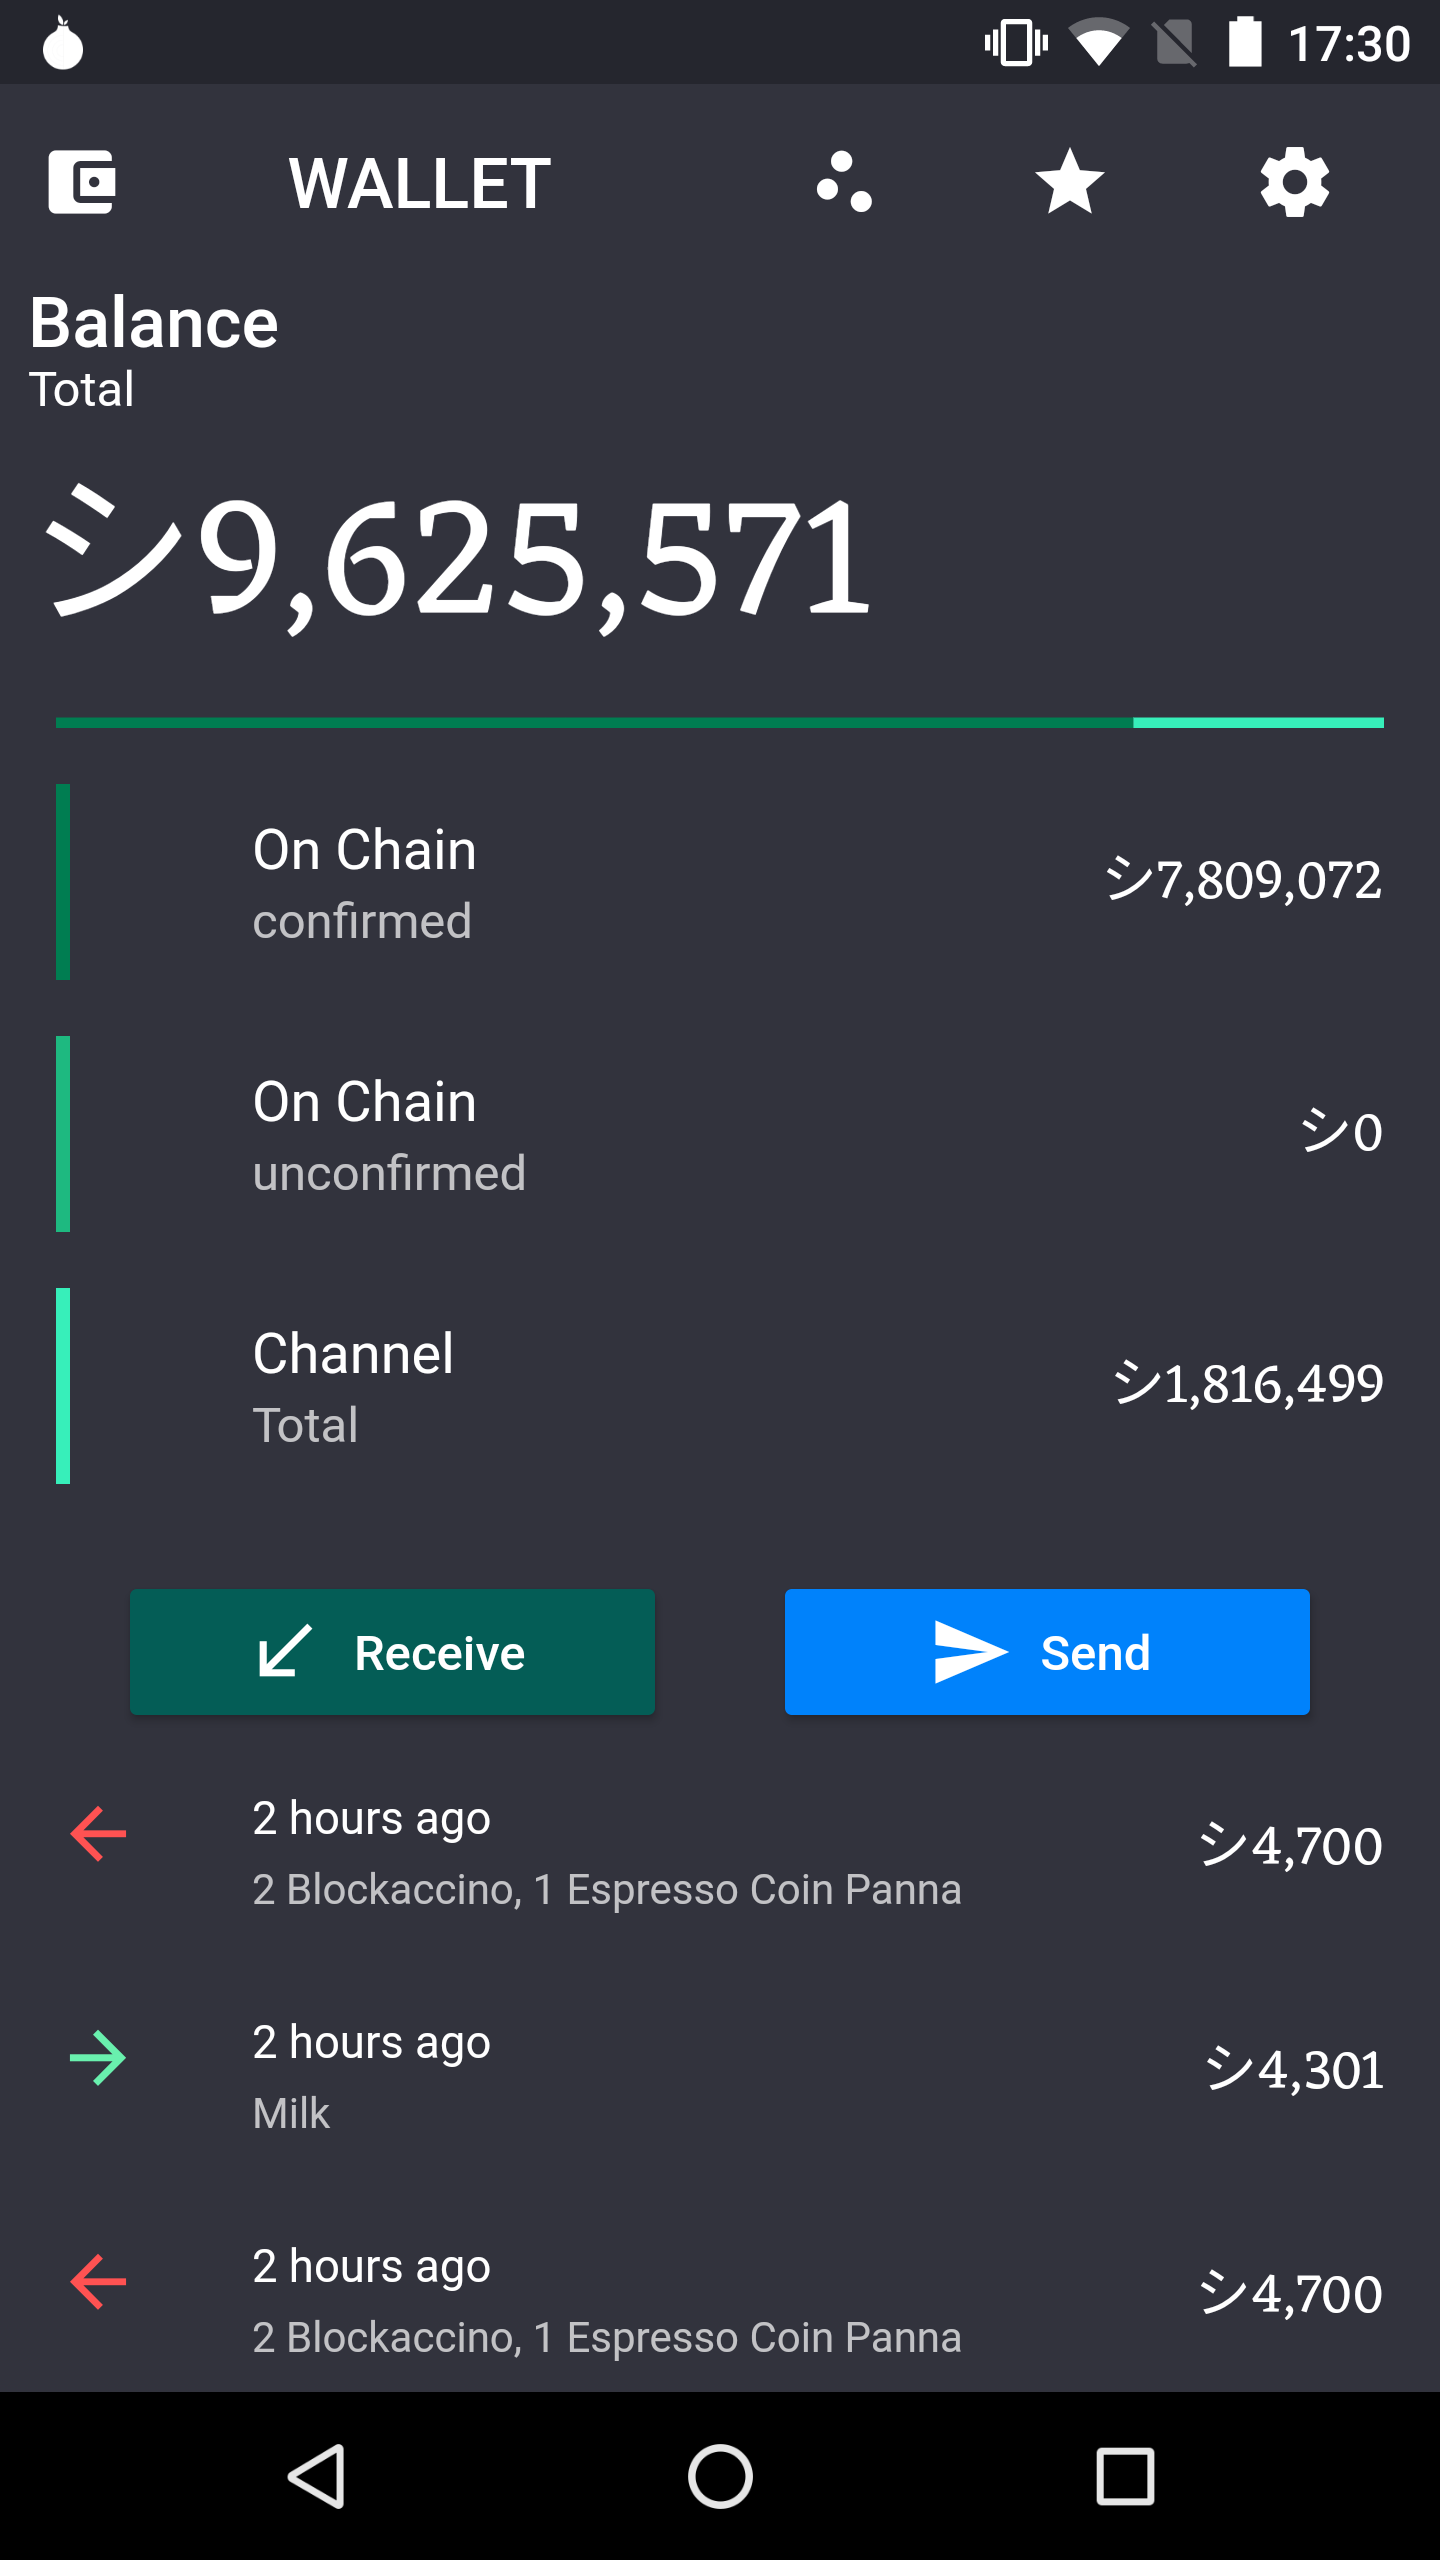 17:30
WALLET
Balance
Total
シ9,625,571
On Chain
confirmed
シ7,809,072
On Chain
unconfirmed
シ0
Channel
Total
シ1,816,499
Receive
Send
2 hours ago
2 Blockaccino, 1 Espresso Coin Panna
シ4,700
2 hours ago
Milk
シ4,301
2 hours ago
2 Blockaccino, 1 Espresso Coin Panna
シ4,700